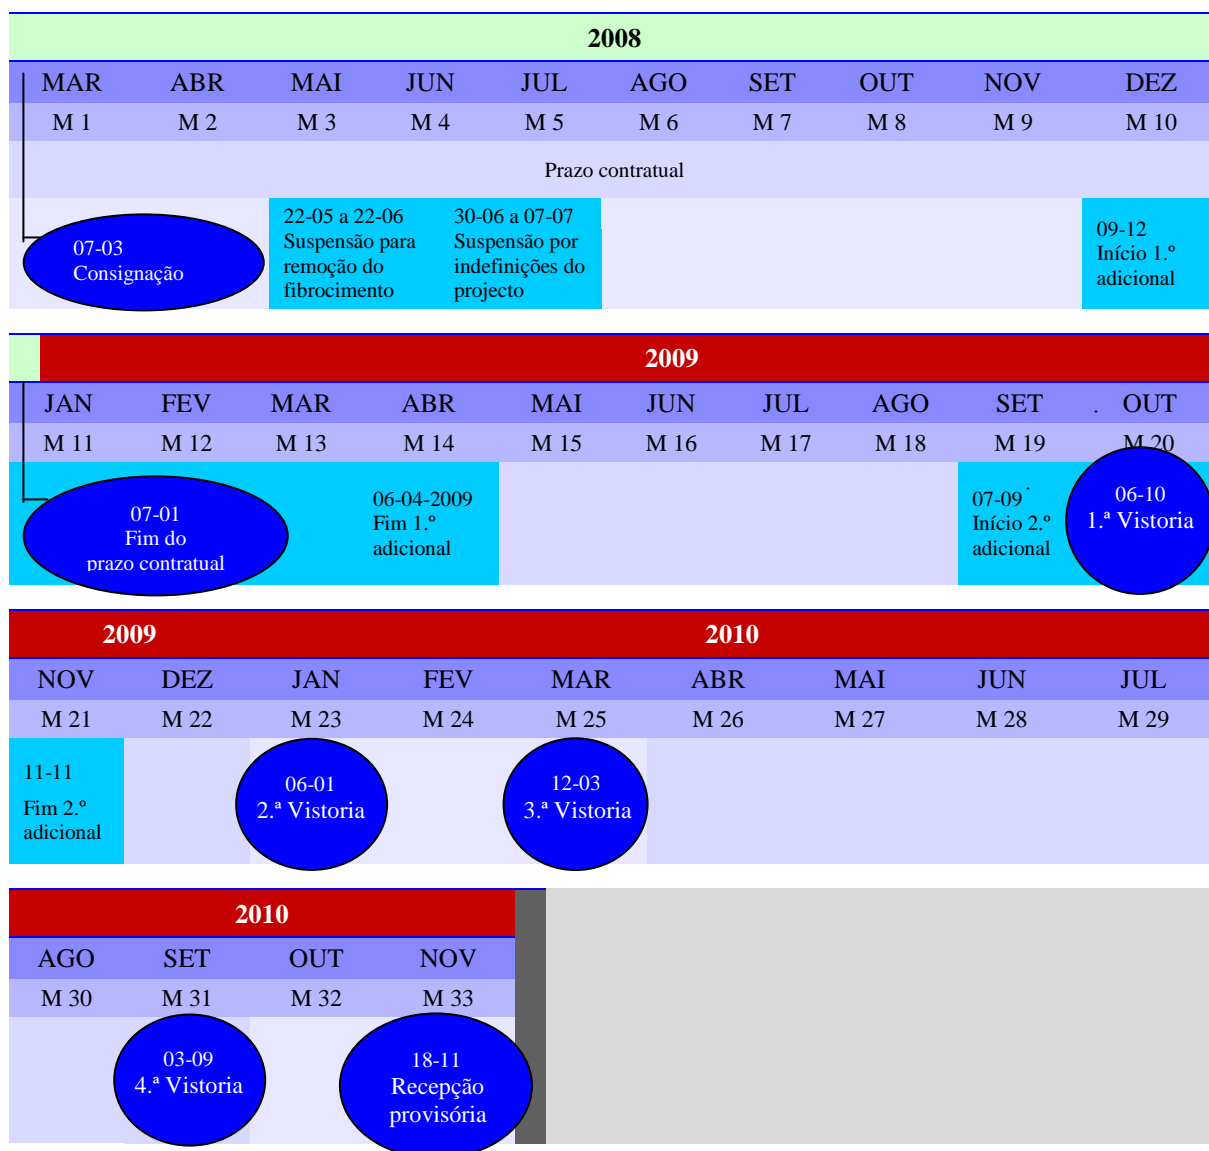 2008
MAR ABR MAI JUN JUL AGO SET OUT NOV DEZ
M 1 M 2 M 3 M 4 M 5 M 6 M 7 M 8 M 9 M 10
Prazo contratual
07-03
Consignação
22-05 a 22-06
Suspensão para
remoção do
fibrocimento
30-06 a 07-07
Suspensão por
indefinições do
projecto
09-12
Início 1.º
adicional
2009
JAN FEV MAR ABR MAI JUN JUL AGO SET . OUT
M 11 M 12 M 13 M 14 M 15 M 16 M 17 M 18 M 19 M 20
07-01
Fim do
prazo contratual
06-04-2009
Fim 1.º
adicional
07-09 .
Início 2.º
adicional
06-10
1.ª Vistoria
2009 2010
NOV DEZ JAN FEV MAR ABR MAI JUN JUL
M 21 M 22 M 23 M 24 M 25 M 26 M 27 M 28 M 29
11-11
Fim 2.º
adicional
06-01
2.ª Vistoria
12-03
3.ª Vistoria
2010
AGO SET OUT NOV
M 30 M 31 M 32 M 33
03-09
4.ª Vistoria
18-11
Recepção
provisória